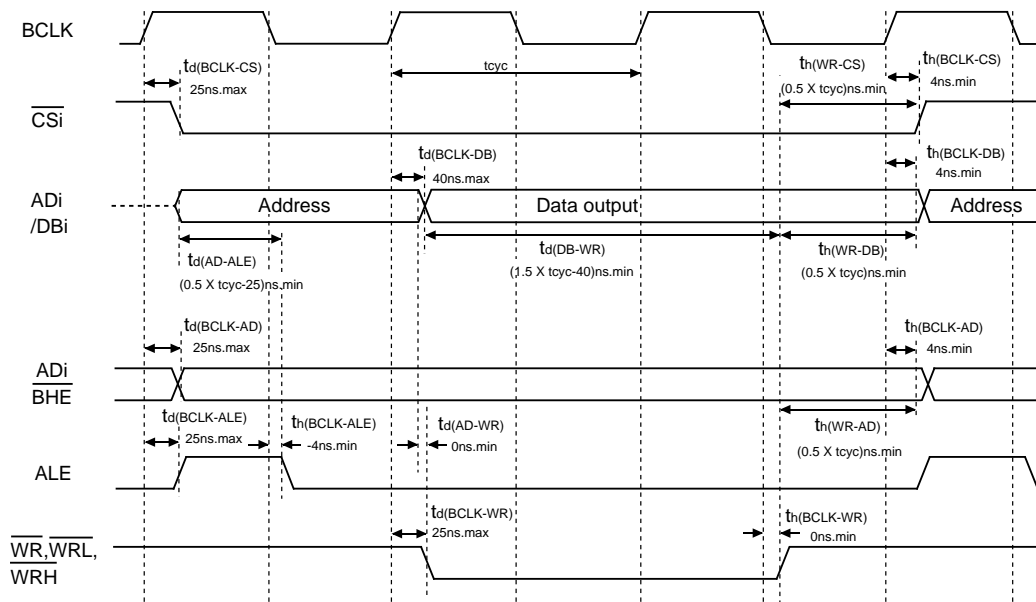 BCLK
td(BCLK-CS)
25ns.max
tcyc
th(WR-CS)
(0.5 X tcyc)ns.min
th(BCLK-CS)
4ns.min
CSi
td(BCLK-DB)
40ns.max
th(BCLK-DB)
4ns.min
ADi
/DBi
Address
Data output
Address
td(AD-ALE)
(0.5 X tcyc-25)ns.min
td(DB-WR)
(1.5 X tcyc-40)ns.min
th(WR-DB)
(0.5 X tcyc)ns.min
td(BCLK-AD)
25ns.max
th(BCLK-AD)
4ns.min
ADi
BHE
td(BCLK-ALE)
25ns.max
th(BCLK-ALE)
-4ns.min
td(AD-WR)
0ns.min
th(WR-AD)
(0.5 X tcyc)ns.min
ALE
td(BCLK-WR)
25ns.max
th(BCLK-WR)
0ns.min
WR,WRL,
WRH